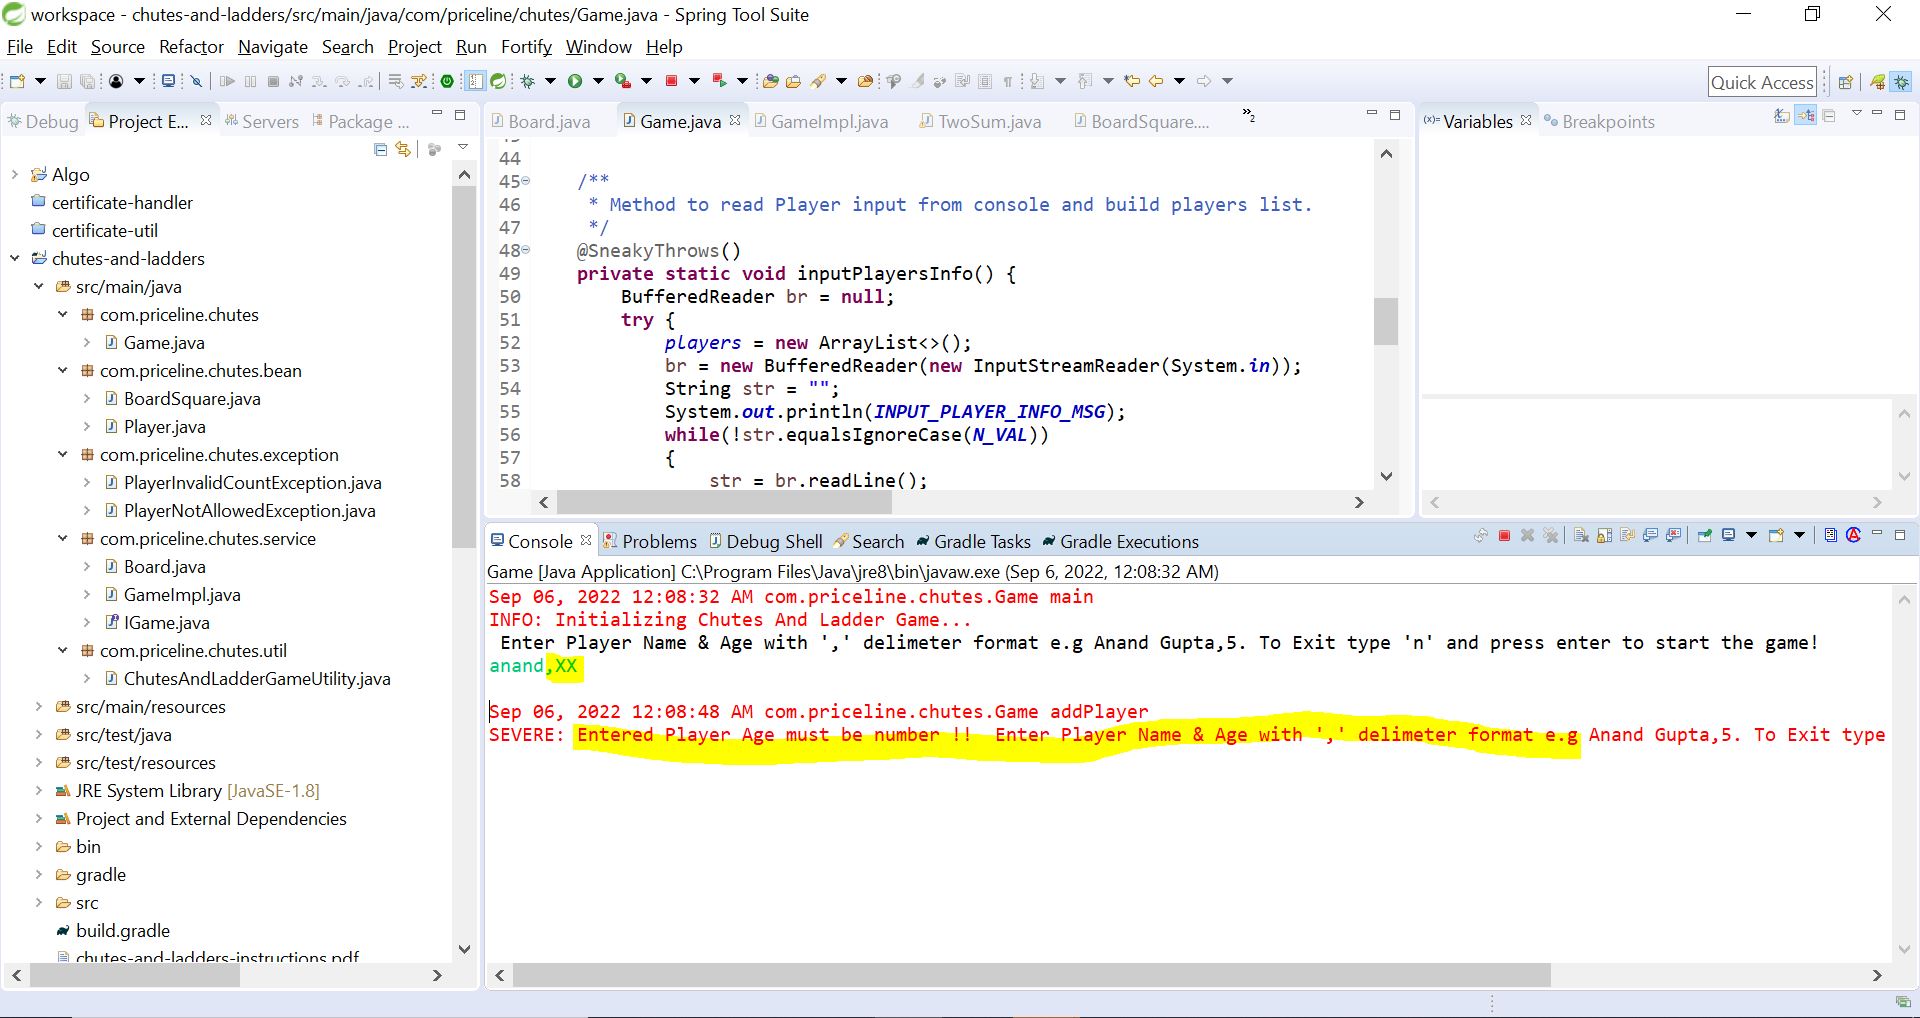 workspace - chutes-and-ladders/src/main/java/com/priceline/chutes/Game.java - Spring Tool Suite
File Edit Source Refactor Navigate Search Project Run Fortify Window Help
Quick Access
Debug Project E... Servers Package ...
Algo
certificate-handler
certificate-util
chutes-and-ladders
src/main/java
com.priceline.chutes
Game.java
com.priceline.chutes.bean
BoardSquare.java
Player.java
com.priceline.chutes.exception
PlayerInvalidCountException.java
PlayerNotAllowedException.java
com.priceline.chutes.service
Board.java
GameImpl.java
IGame.java
com.priceline.chutes.util
ChutesAndLadderGameUtility.java
src/main/resources
src/test/java
src/test/resources
JRE System Library [JavaSE-1.8]
Project and External Dependencies
bin
gradle
src
build.gradle
chutes-and-ladders-instructions.pdf
Board.java Game.java GameImpl.java TwoSum.java BoardSquare.... »2
44
45 /**
46 * Method to read Player input from console and build players list.
47 */
48 @SneakyThrows()
49 private static void inputPlayersInfo() {
50 BufferedReader br = null;
51 try {
52 players = new ArrayList<>();
53 br = new BufferedReader(new InputStreamReader(System.in));
54 String str = "";
55 System.out.println(INPUT_PLAYER_INFO_MSG);
56 while(!str.equalsIgnoreCase(N_VAL))
57 {
58 str = br.readLine();
(x)= Variables Breakpoints
Console Problems Debug Shell Search Gradle Tasks Gradle Executions
Game [Java Application] C:\Program Files\Java\jre8\bin\javaw.exe (Sep 6, 2022, 12:08:32 AM)
Sep 06, 2022 12:08:32 AM com.priceline.chutes.Game main
INFO: Initializing Chutes And Ladder Game...
Enter Player Name & Age with ',' delimeter format e.g Anand Gupta,5. To Exit type 'n' and press enter to start the game!
anand,XX
Sep 06, 2022 12:08:48 AM com.priceline.chutes.Game addPlayer
SEVERE: Entered Player Age must be number !! Enter Player Name & Age with ',' delimeter format e.g Anand Gupta,5. To Exit type